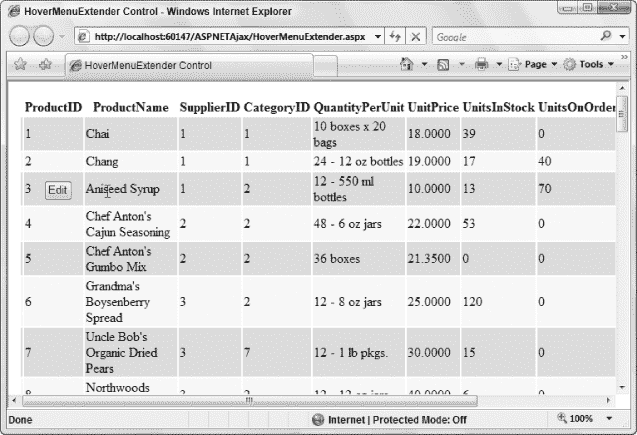 HoverMenuExtender Control - Windows Internet Explorer
http://localhost:60147/ASPNETAjax/HoverMenuExtender.aspx
Google
HoverMenuExtender Control
Page
Tools
ProductID ProductName SupplierID CategoryID QuantityPerUnit UnitPrice UnitsInStock UnitsOnOrder
1 Chai 1 1 10 boxes x 20 bags 18.0000 39 0
2 Chang 1 1 24 - 12 oz bottles 19.0000 17 40
3 Edit Aniseed Syrup 1 2 12 - 550 ml bottles 10.0000 13 70
4 Chef Anton's Cajun Seasoning 2 2 48 - 6 oz jars 22.0000 53 0
5 Chef Anton's Gumbo Mix 2 2 36 boxes 21.3500 0 0
6 Grandma's Boysenberry Spread 3 2 12 - 8 oz jars 25.0000 120 0
7 Uncle Bob's Organic Dried Pears 3 7 12 - 1 lb pkgs. 30.0000 15 0
Northwoods
Done
Internet | Protected Mode: Off
100%